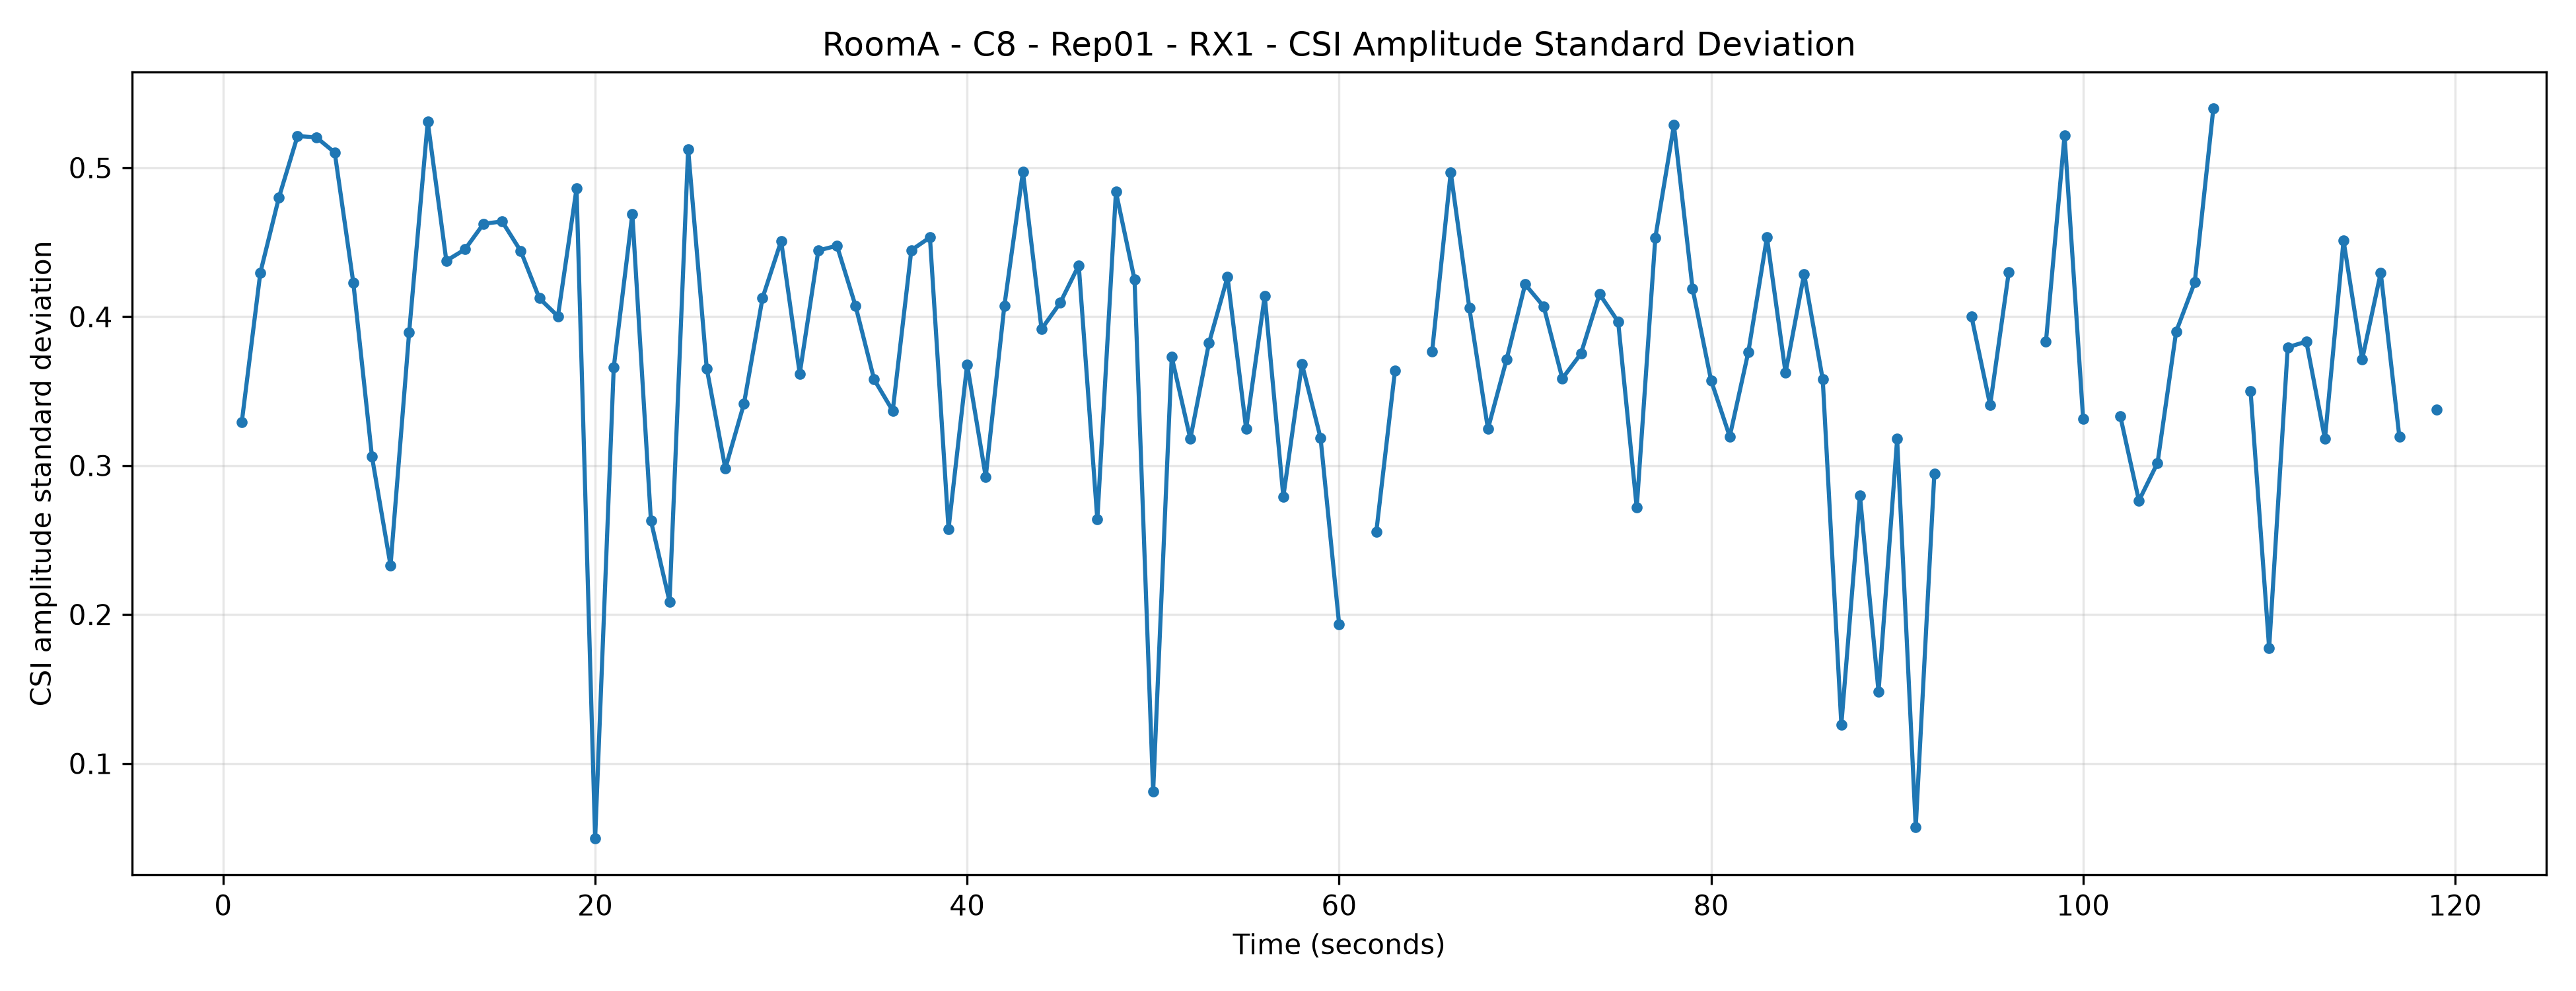 RoomA - C8 - Rep01 - RX1 - CSI Amplitude Standard Deviation
CSI amplitude standard deviation
0.5
0.4
0.3
0.2
0.1
0 20 40 60 80 100 120
Time (seconds)